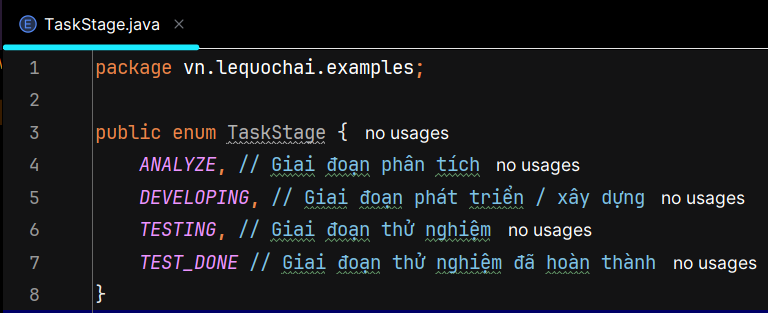 E TaskStage.java ×
1 package vn.lequochai.examples;
2
3 public enum TaskStage { no usages
4 ANALYZE, // Giai đoạn phân tích no usages
5 DEVELOPING, // Giai đoạn phát triển / xây dựng no usages
6 TESTING, // Giai đoạn thử nghiệm no usages
7 TEST_DONE // Giai đoạn thử nghiệm đã hoàn thành no usages
8 }